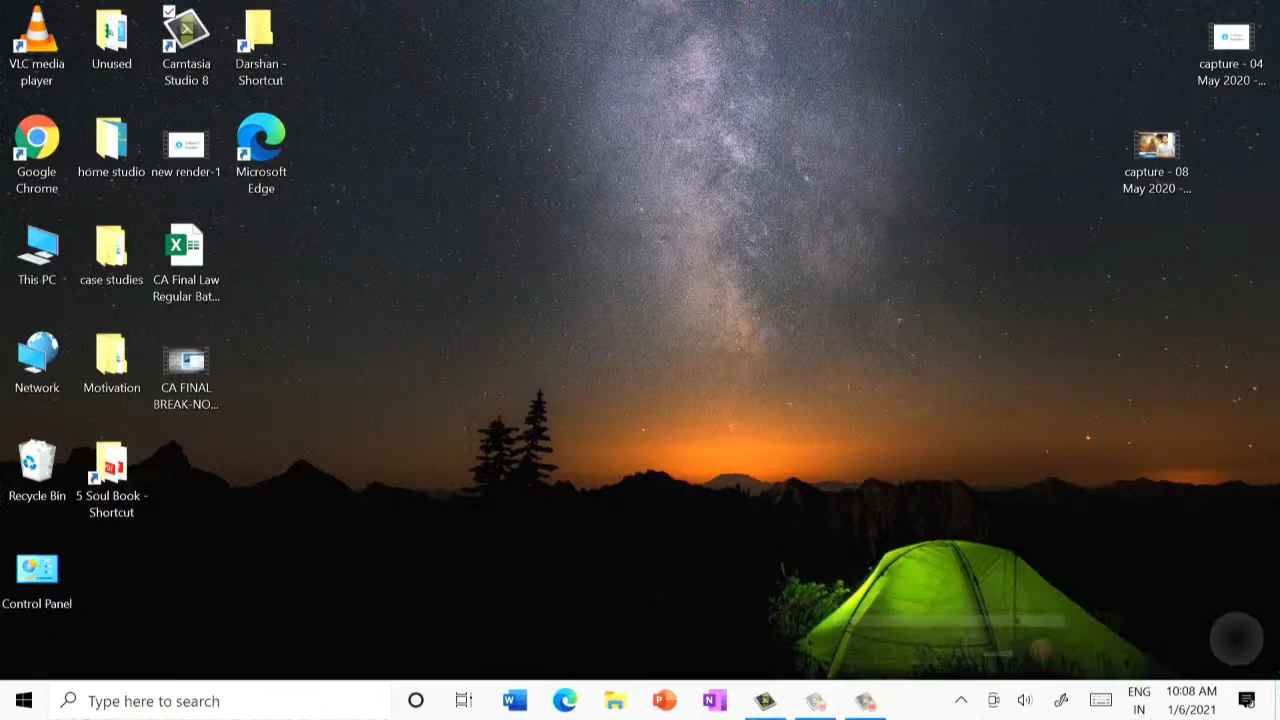 VLC media
player
Unused
Camtasia
Studio 8
Darshan -
Shortcut
Google
Chrome
home studio
new render-1
Microsoft
Edge
This PC
case studies
CA Final Law
Regular Bat...
Network
Motivation
CA FINAL
BREAK-NO...
Recycle Bin
5 Soul Book -
Shortcut
Control Panel
capture - 04
May 2020 -...
capture - 08
May 2020 -...
Type here to search
ENG
IN
10:08 AM
1/6/2021